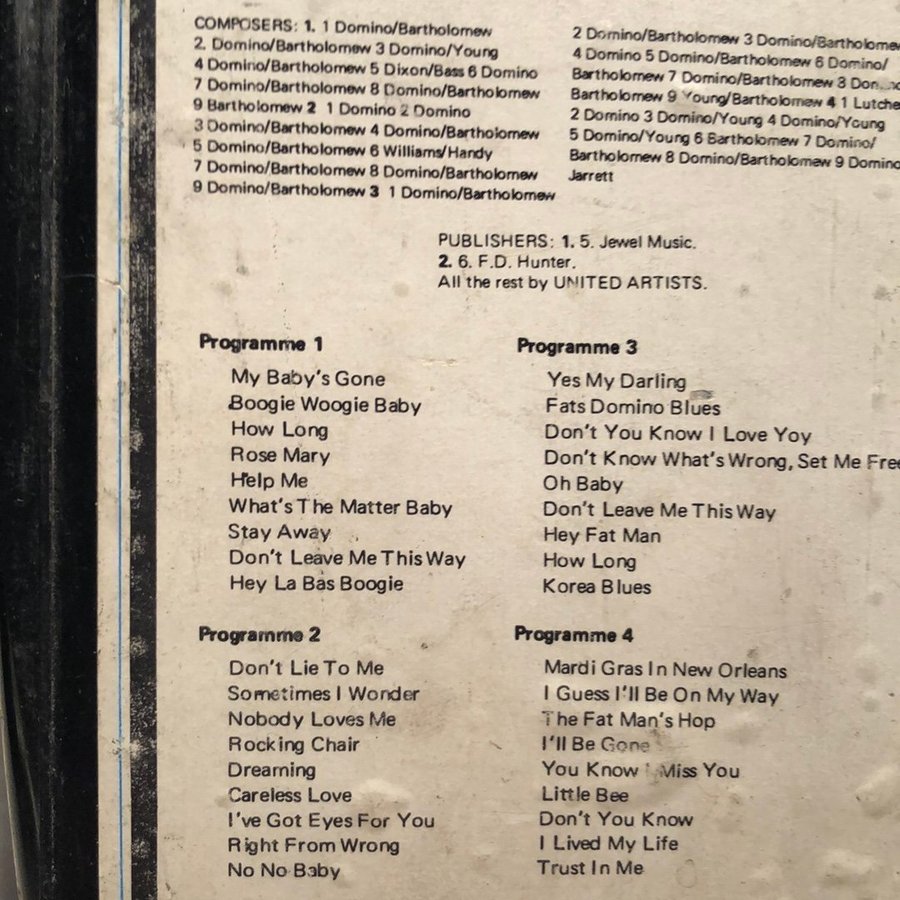 COMPOSERS: 1. 1 Domino/Bartholomew
2. Domino/Bartholomew 3 Domino/Young
4 Domino/Bartholomew 5 Dixon/Bass 6 Domino
7 Domino/Bartholomew 8 Domino/Bartholomew
9 Bartholomew 2 1 Domino 2 Domino
3 Domino/Bartholomew 4 Domino/Bartholomew
5 Domino/Bartholomew 6 Williams/Handy
7 Domino/Bartholomew 8 Domino/Bartholomew
9 Domino/Bartholomew 3 1 Domino/Bartholomew
2 Domino/Bartholomew 3 Domino/Bartholomew
4 Domino 5 Domino/Bartholomew 6 Domino/
Bartholomew 7 Domino/Bartholomew 8
Bartholomew 9 Young/Bartholomew 4 1 Lutche
2 Domino 3 Domino/Young 4 Domino/Young
5 Domino/Young 6 Bartholomew 7 Domino/
Bartholomew 8 Domino/Bartholomew 9 Domino
Jarrett
PUBLISHERS: 1. 5. Jewel Music.
2. 6. F.D. Hunter.
All the rest by UNITED ARTISTS.
Programme 1
My Baby's Gone
Boogie Woogie Baby
How Long
Rose Mary
Help Me
What's The Matter Baby
Stay Away
Don't Leave Me This Way
Hey La Bas Boogie
Programme 2
Don't Lie To Me
Sometimes I Wonder
Nobody Loves Me
Rocking Chair
Dreaming
Careless Love
I've Got Eyes For You
Right From Wrong
No No Baby
Programme 3
Yes My Darling
Fats Domino Blues
Don't You Know I Love Yoy
Don't Know What's Wrong, Set Me Free
Oh Baby
Don't Leave Me This Way
Hey Fat Man
How Long
Korea Blues
Programme 4
Mardi Gras In New Orleans
I Guess I'll Be On My Way
The Fat Man's Hop
I'll Be Gone
You Know I Miss You
Little Bee
Don't You Know
I Lived My Life
Trust In Me